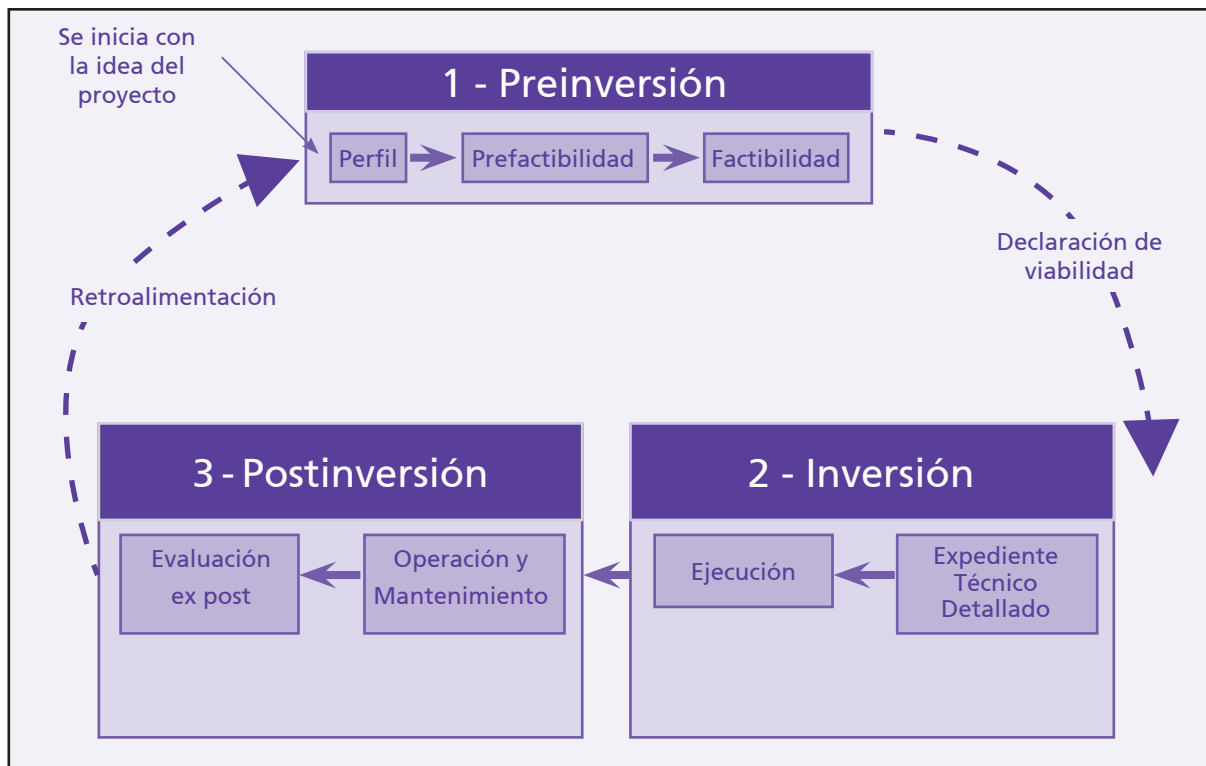 Se inicia con
la idea del
proyecto
1 - Preinversión
Perfil
Prefactibilidad
Factibilidad
Declaración de
viabilidad
Retroalimentación
3 - Postinversión
Evaluación
ex post
Operación y
Mantenimiento
2 - Inversión
Ejecución
Expediente
Técnico
Detallado